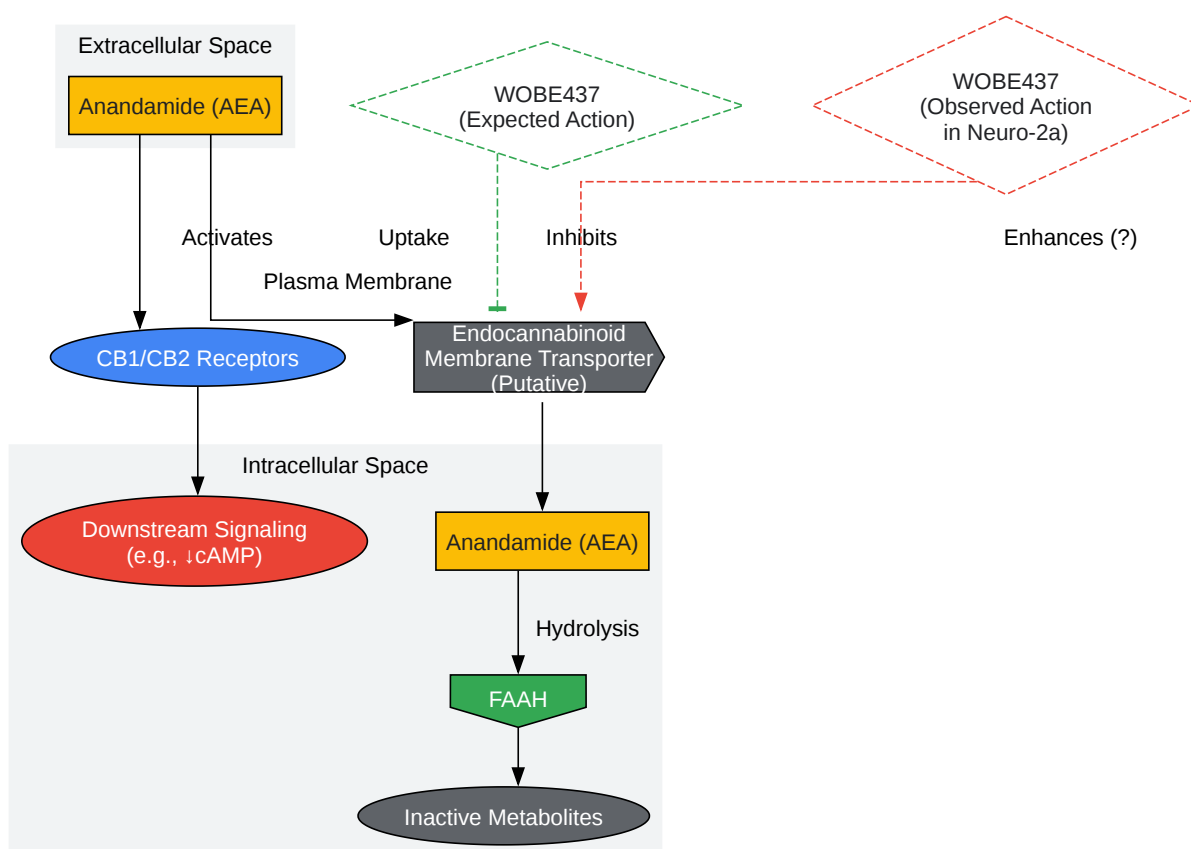 Extracellular Space
Anandamide (AEA)
WOBE437
(Expected Action)
WOBE437
(Observed Action
in Neuro-2a)
Activates
Uptake
Inhibits
Enhances (?)
Plasma Membrane
CB1/CB2 Receptors
Endocannabinoid
Membrane Transporter
(Putative)
Intracellular Space
Downstream Signaling
(e.g., ↓cAMP)
Anandamide (AEA)
Hydrolysis
FAAH
Inactive Metabolites